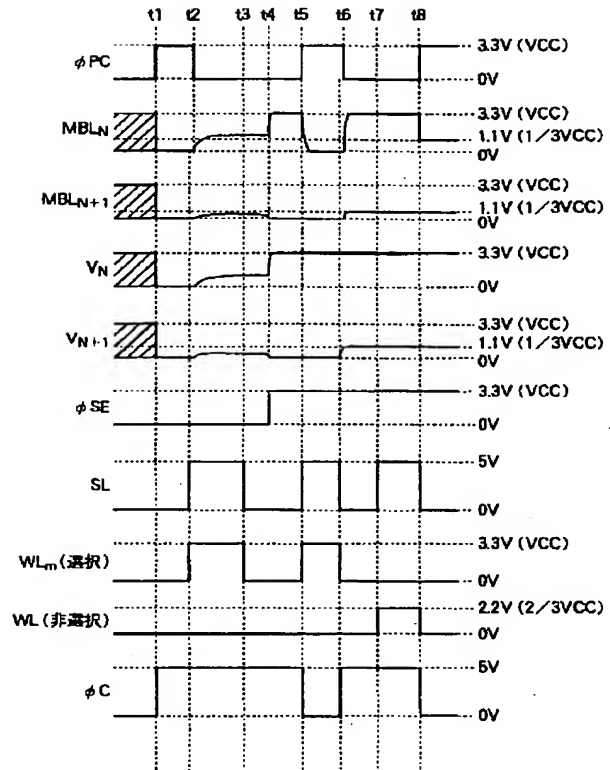 t1 t2 t3 t4 t5 t6 t7 t8
φPC 3.3V (VCC)
0V
MBLN 3.3V (VCC)
1.1V (1／3VCC)
0V
MBLN+1 3.3V (VCC)
1.1V (1／3VCC)
0V
VN 3.3V (VCC)
0V
VN+1 3.3V (VCC)
1.1V (1／3VCC)
0V
φSE 3.3V (VCC)
0V
SL 5V
0V
WLm (選択) 3.3V (VCC)
0V
WL (非選択) 2.2V (2／3VCC)
0V
φC 5V
0V